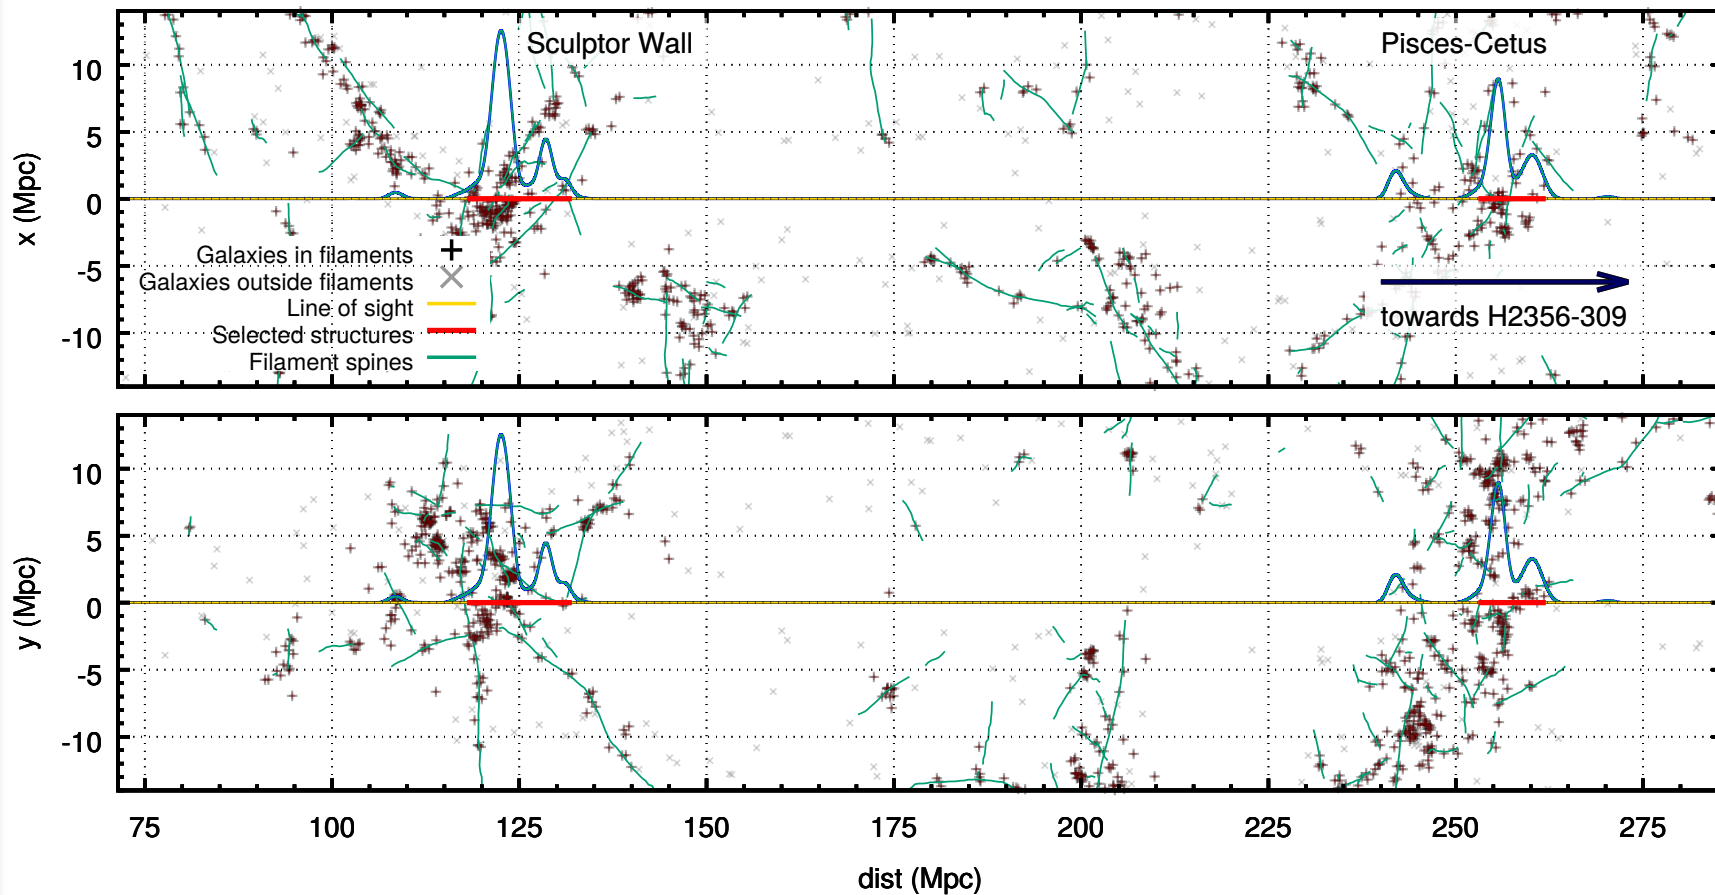 Sculptor Wall
Pisces-Cetus
10
5
0
-5
-10
x (Mpc)
Galaxies in filaments
Galaxies outside filaments
Line of sight
Selected structures
Filament spines
towards H2356-309
10
5
0
-5
-10
y (Mpc)
75 100 125 150 175 200 225 250 275
dist (Mpc)